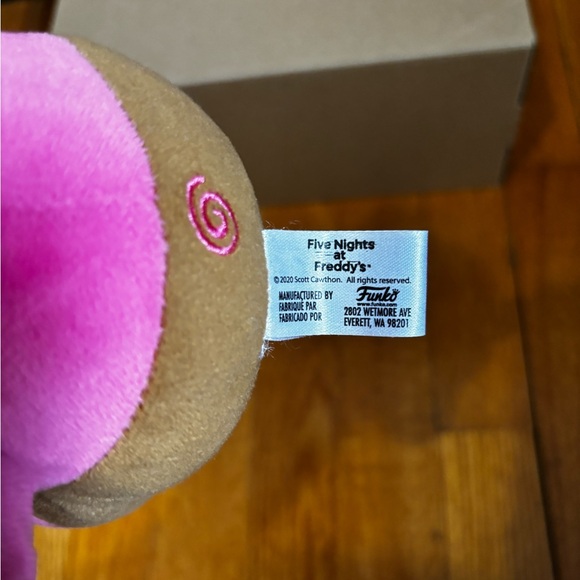 Five Nights
at
Freddy's™
©2020 Scott Cawthon. All rights reserved.
MANUFACTURED BY
FABRIQUÉ PAR
FABRICADO POR
Funko
www.funko.com
2802 WETMORE AVE
EVERETT, WA 98201